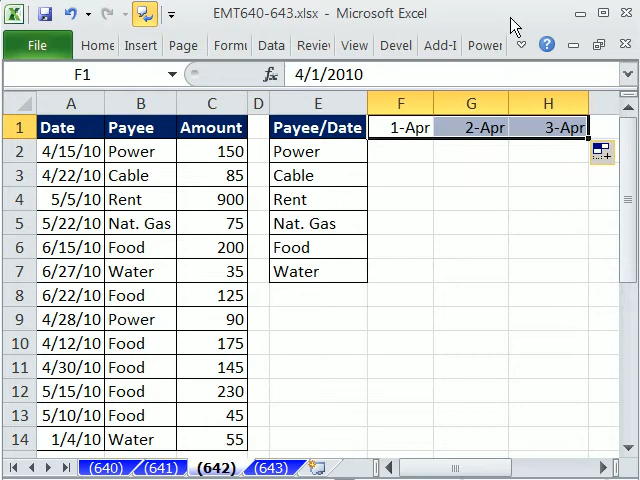 EMT640-643.xlsx - Microsoft Excel
File Home Insert Page Formu Data Review View Devel Add-I Power
F1 fx 4/1/2010
A B C D E F G H
1 Date Payee Amount Payee/Date 1-Apr 2-Apr 3-Apr
2 4/15/10 Power 150 Power
3 4/22/10 Cable 85 Cable
4 5/5/10 Rent 900 Rent
5 5/22/10 Nat. Gas 75 Nat. Gas
6 6/15/10 Food 200 Food
7 6/27/10 Water 35 Water
8 6/22/10 Food 125
9 4/28/10 Power 90
10 4/12/10 Food 175
11 4/30/10 Food 145
12 5/15/10 Food 230
13 5/10/10 Food 45
14 1/4/10 Water 55
(640) (641) (642) (643)